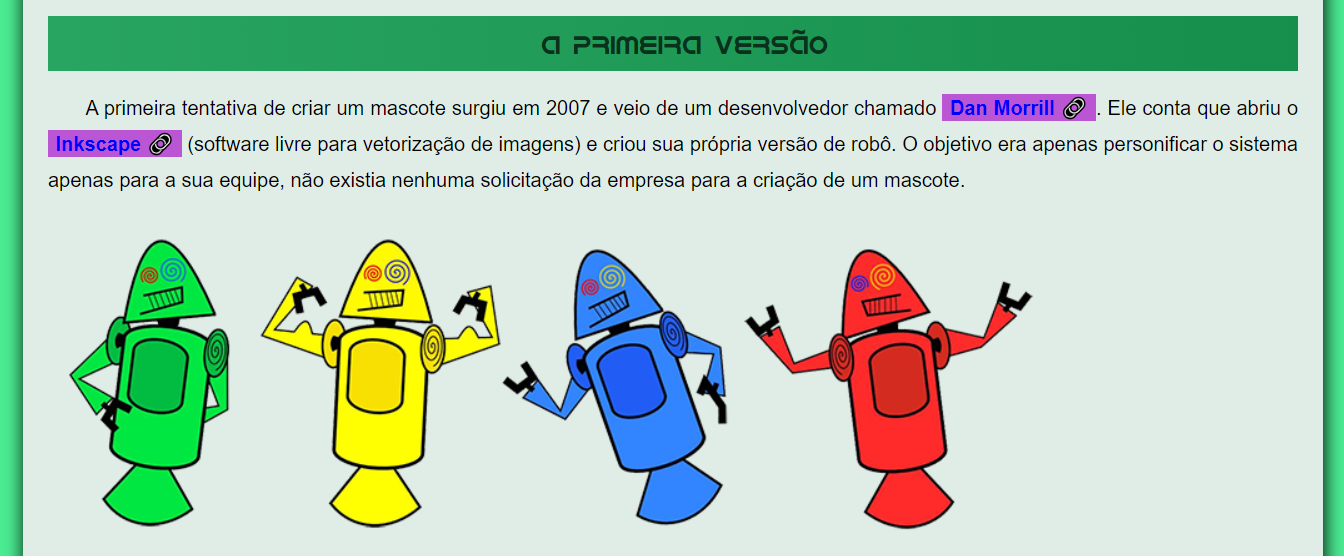 A PRIMEIRA VERSÃO
A primeira tentativa de criar um mascote surgiu em 2007 e veio de um desenvolvedor chamado Dan Morrill. Ele conta que abriu o
Inkscape (software livre para vetorização de imagens) e criou sua própria versão de robô. O objetivo era apenas personificar o sistema
apenas para a sua equipe, não existia nenhuma solicitação da empresa para a criação de um mascote.